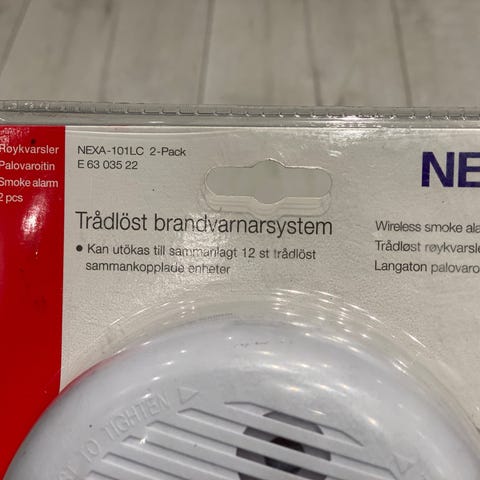 Røykvarsler
Palovaroitin
Smoke alarm
2 pcs
NEXA-101LC 2-Pack
E 63 035 22
Trådlöst brandvarnarsystem
• Kan utökas till sammanlagt 12 st trådlöst
sammankopplade enheter
NE
Wireless smoke ala
Trådløst røykvarsle
Langaton palovaro
TO TIGHTEN